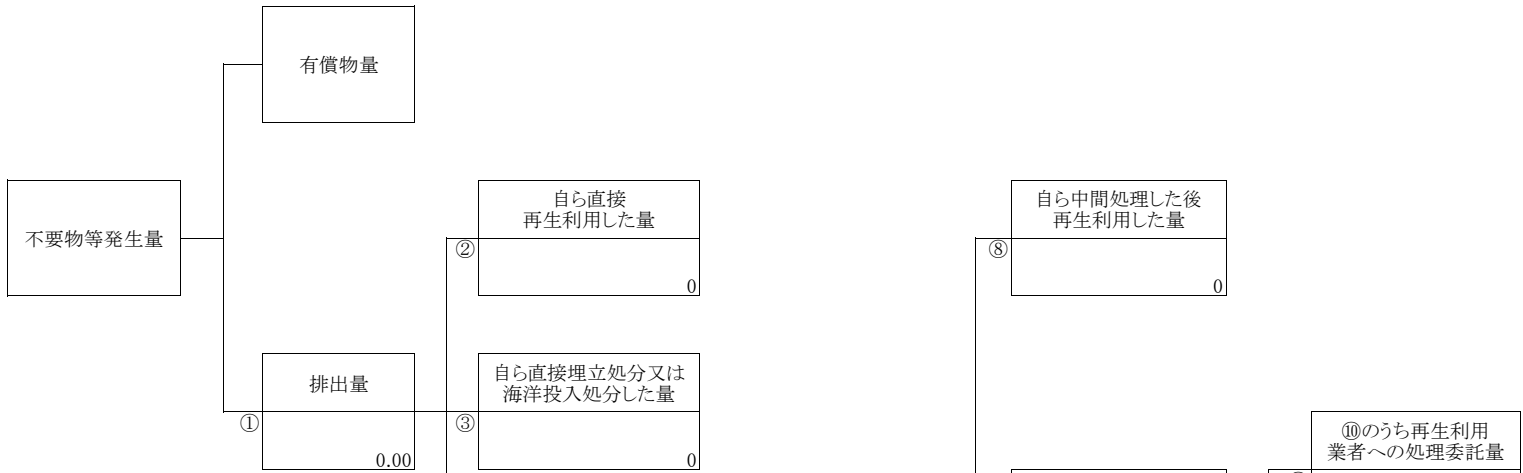 有償物量
不要物等発生量
自ら直接
再生利用した量
②
0
自ら中間処理した後
再生利用した量
⑧
0
排出量
①
0.00
自ら直接埋立処分又は
海洋投入処分した量
③
0
⑩のうち再生利用
業者への処理委託量